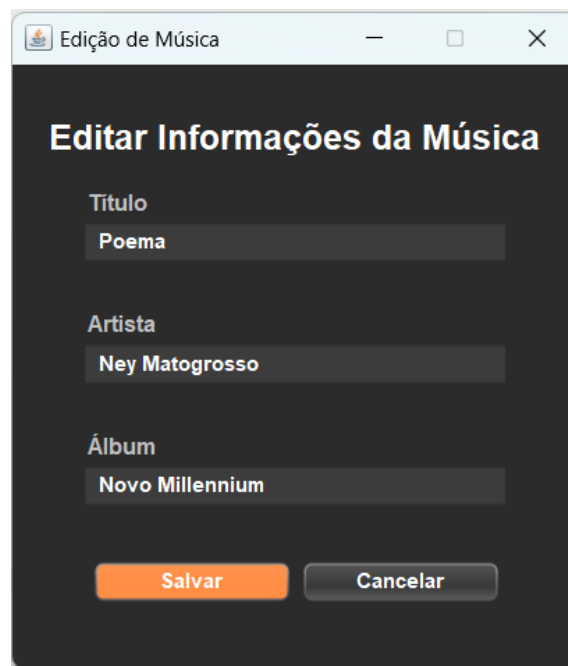 Edição de Música
Editar Informações da Música
Título
Poema
Artista
Ney Matogrosso
Álbum
Novo Millennium
Salvar Cancelar